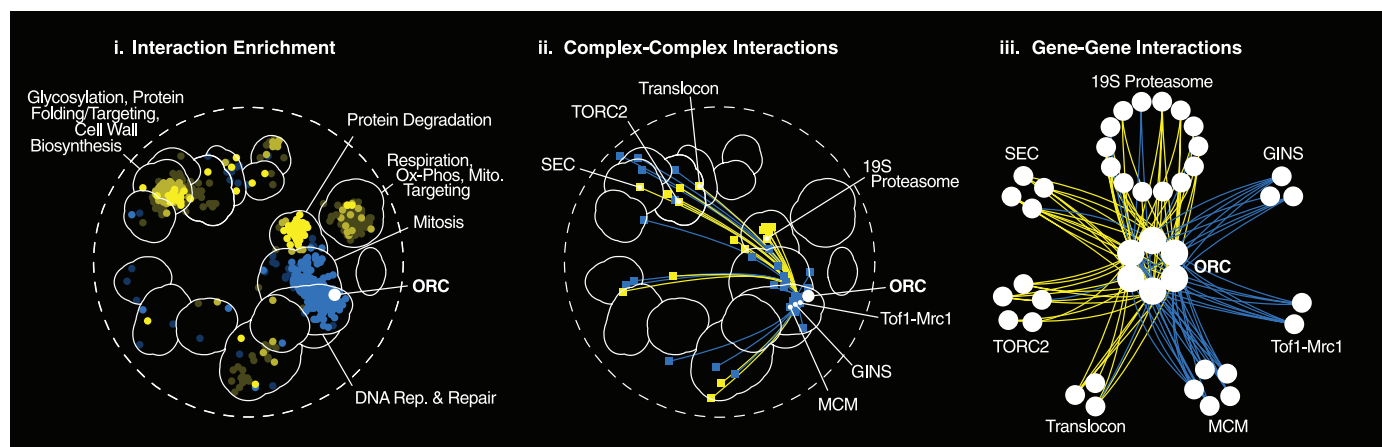 i. Interaction Enrichment
Glycosylation, Protein
Folding/Targeting,
Cell Wall
Biosynthesis
Protein Degradation
Respiration,
Ox-Phos, Mito.
Targeting
Mitosis
ORC
DNA Rep. & Repair
ii. Complex-Complex Interactions
Translocon
TORC2
SEC
19S
Proteasome
ORC
Tof1-Mrc1
GINS
MCM
iii. Gene-Gene Interactions
19S Proteasome
SEC
GINS
ORC
TORC2
Tof1-Mrc1
Translocon
MCM